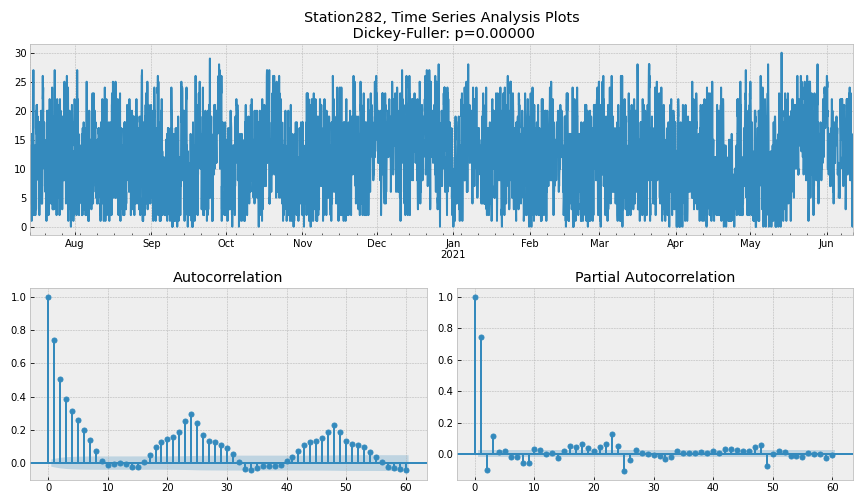 Station282, Time Series Analysis Plots
Dickey-Fuller: p=0.00000
30
25
20
15
10
5
0
Aug Sep Oct Nov Dec Jan Feb Mar Apr May Jun
2021
Autocorrelation
1.0
0.8
0.6
0.4
0.2
0.0
0 10 20 30 40 50 60
Partial Autocorrelation
1.0
0.8
0.6
0.4
0.2
0.0
0 10 20 30 40 50 60